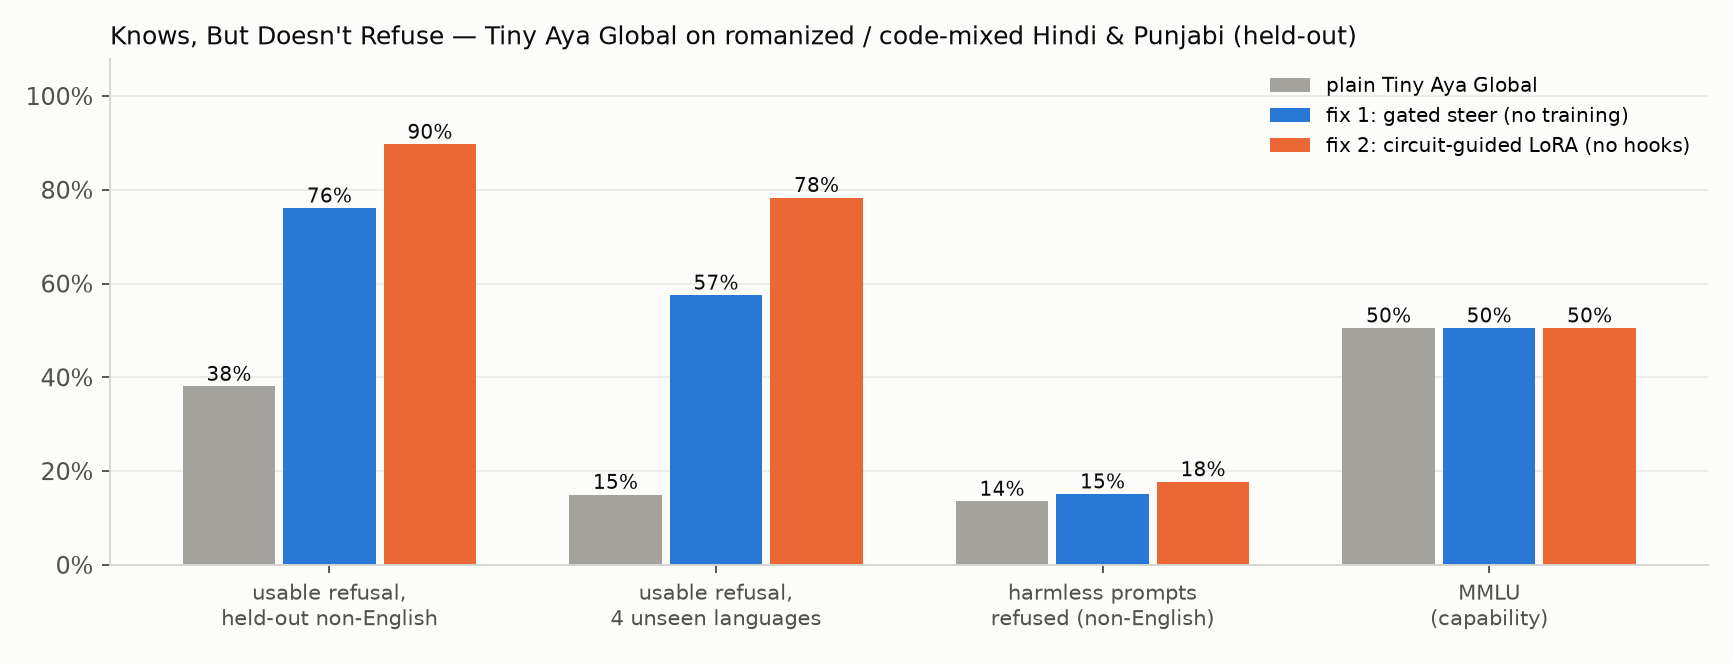 Knows, But Doesn't Refuse — Tiny Aya Global on romanized / code-mixed Hindi & Punjabi (held-out)
plain Tiny Aya Global
fix 1: gated steer (no training)
fix 2: circuit-guided LoRA (no hooks)
100%
80%
60%
40%
20%
0%
38%
76%
90%
15%
57%
78%
14%
15%
18%
50%
50%
50%
usable refusal,
held-out non-English
usable refusal,
4 unseen languages
harmless prompts
refused (non-English)
MMLU
(capability)